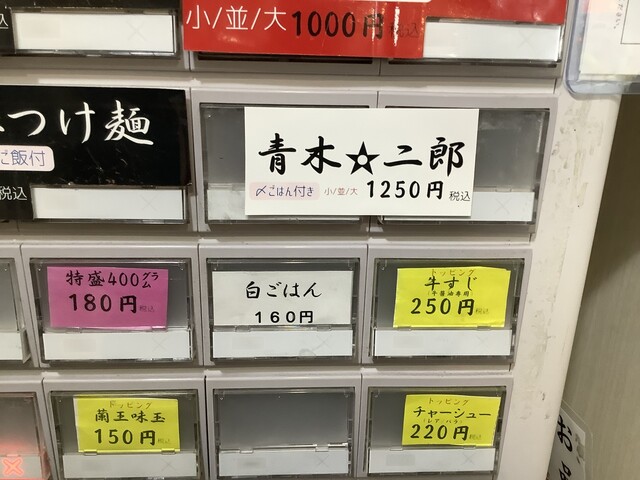 小/並/大 1000円 税込
つけ麺
ご飯付
税込
青木☆二郎
〆ごはん付き 小/並/大 1250円 税込
特盛400グラム
180円 税込
白ごはん
160円
トッピング
牛すじ
250円 税込
トッピング
蘭王味玉
150円 税込
トッピング
チャーシュー
(レア/バラ)
220円 税込
お